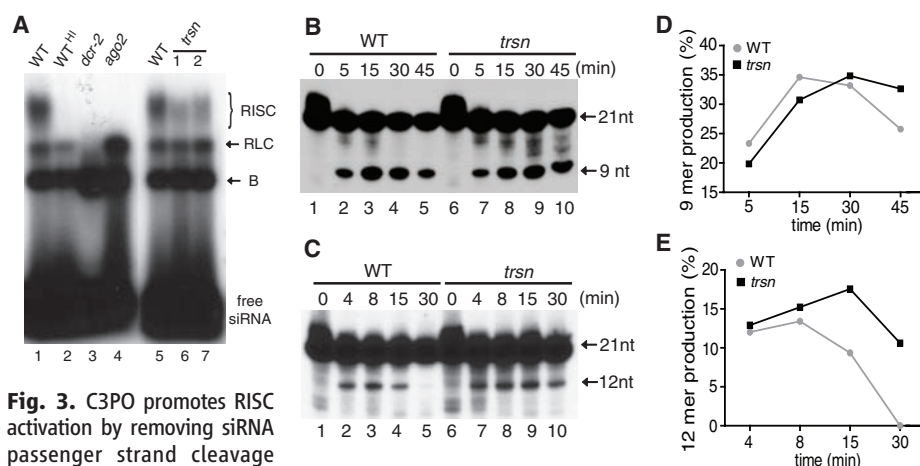 A
WT
WT HI
dcr-2
ago2
WT
trsn
1 2
RISC
RLC
B
free
siRNA
1 2 3 4 5 6 7
Fig. 3. C3PO promotes RISC
activation by removing siRNA
passenger strand cleavage
B
WT trsn
0 5 15 30 45 0 5 15 30 45 (min)
21nt
9 nt
1 2 3 4 5 6 7 8 9 10
C
WT trsn
0 4 8 15 30 0 4 8 15 30 (min)
21nt
12nt
1 2 3 4 5 6 7 8 9 10
D
WT
trsn
9 mer production (%)
40
35
30
25
20
15
5 15 30 45
time (min)
E
WT
trsn
12 mer production (%)
20
15
10
5
0
4 8 15 30
time (min)